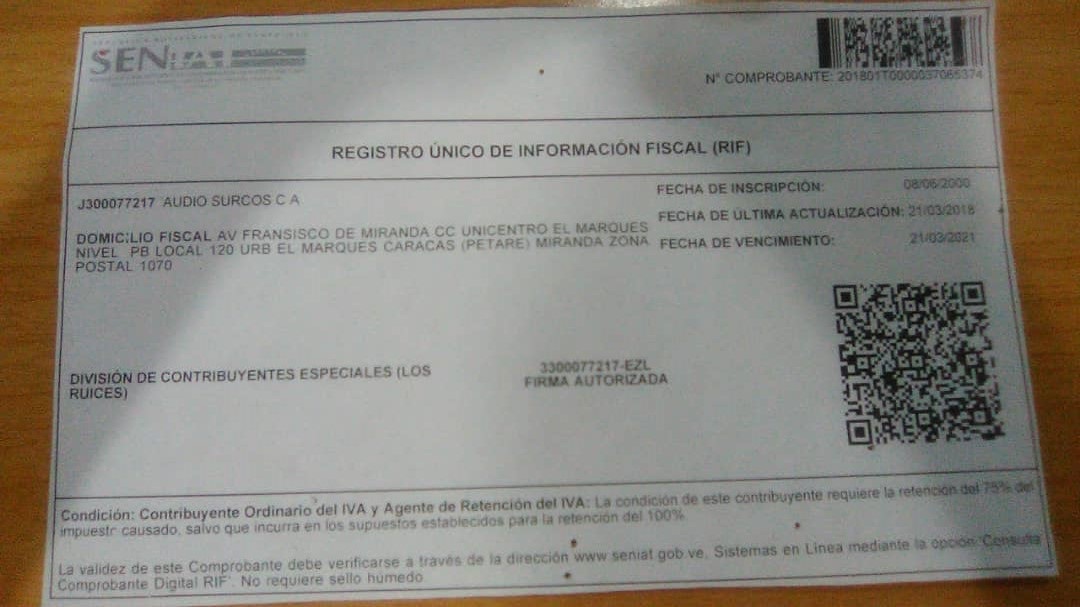 SENIAT
N° COMPROBANTE: 201801T0000037065374
REGISTRO ÚNICO DE INFORMACIÓN FISCAL (RIF)
J300077217 AUDIO SURCOS C A
FECHA DE INSCRIPCIÓN: 08/06/2000
FECHA DE ÚLTIMA ACTUALIZACIÓN: 21/03/2018
FECHA DE VENCIMIENTO: 21/03/2021
DOMICILIO FISCAL AV FRANSISCO DE MIRANDA CC UNICENTRO EL MARQUES
NIVEL PB LOCAL 120 URB EL MARQUES CARACAS (PETARE) MIRANDA ZONA
POSTAL 1070
DIVISIÓN DE CONTRIBUYENTES ESPECIALES (LOS
RUICES)
3300077217-EZL
FIRMA AUTORIZADA
Condición: Contribuyente Ordinario del IVA y Agente de Retención del IVA: La condición de este contribuyente requiere la retención del 75% del
impuesto causado, salvo que incurra en los supuestos establecidos para la retención del 100%
La validez de este Comprobante debe verificarse a través de la dirección www.seniat.gob.ve, Sistemas en Linea mediante la opción 'Consulta
Comprobante Digital RIF'. No requiere sello húmedo